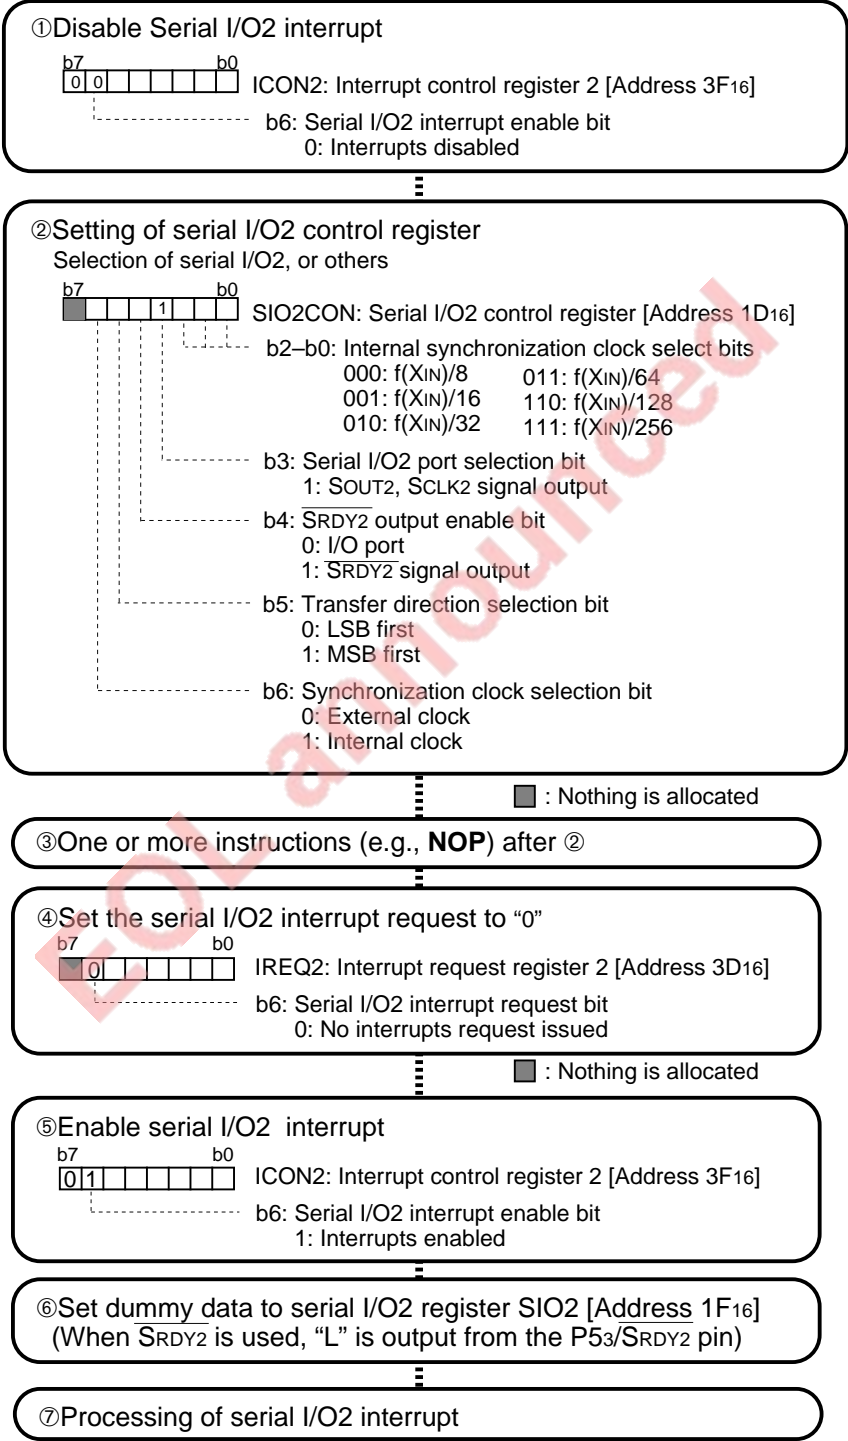 ①Disable Serial I/O2 interrupt
b7 b0
0 0
ICON2: Interrupt control register 2 [Address 3F16]
b6: Serial I/O2 interrupt enable bit
0: Interrupts disabled
②Setting of serial I/O2 control register
Selection of serial I/O2, or others
b7 b0
1
SIO2CON: Serial I/O2 control register [Address 1D16]
b2–b0: Internal synchronization clock select bits
000: f(XIN)/8 011: f(XIN)/64
001: f(XIN)/16 110: f(XIN)/128
010: f(XIN)/32 111: f(XIN)/256
b3: Serial I/O2 port selection bit
1: SOUT2, SCLK2 signal output
b4: SRDY2 output enable bit
0: I/O port
1: SRDY2 signal output
b5: Transfer direction selection bit
0: LSB first
1: MSB first
b6: Synchronization clock selection bit
0: External clock
1: Internal clock
: Nothing is allocated
③One or more instructions (e.g., NOP) after ②
④Set the serial I/O2 interrupt request to “0”
b7 b0
0
IREQ2: Interrupt request register 2 [Address 3D16]
b6: Serial I/O2 interrupt request bit
0: No interrupts request issued
: Nothing is allocated
⑤Enable serial I/O2 interrupt
b7 b0
0 1
ICON2: Interrupt control register 2 [Address 3F16]
b6: Serial I/O2 interrupt enable bit
1: Interrupts enabled
⑥Set dummy data to serial I/O2 register SIO2 [Address 1F16]
(When SRDY2 is used, “L” is output from the P53/SRDY2 pin)
⑦Processing of serial I/O2 interrupt
EOL announced